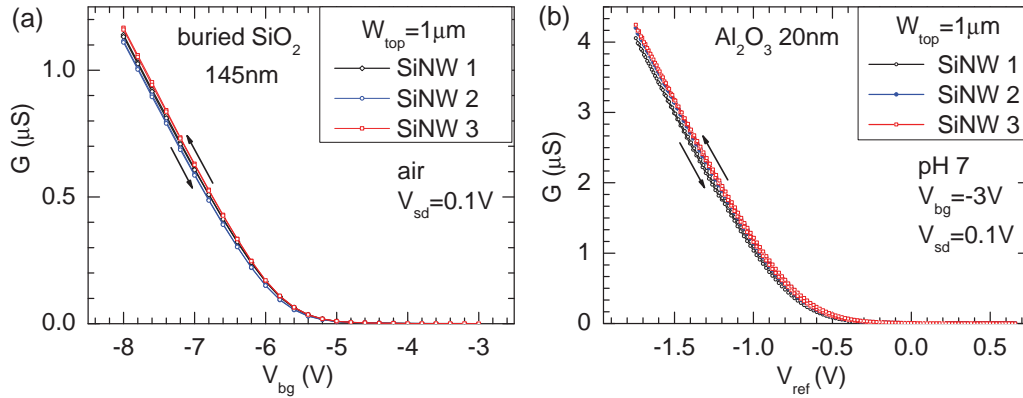 (a)
buried SiO2
145nm
Wtop=1μm
SiNW 1
SiNW 2
SiNW 3
air
Vsd=0.1V
G (μS)
1.0
0.5
0.0
-8 -7 -6 -5 -4 -3
Vbg (V)
(b)
Al2O3 20nm
Wtop=1μm
SiNW 1
SiNW 2
SiNW 3
pH 7
Vbg=-3V
Vsd=0.1V
G (μS)
4
3
2
1
0
-1.5 -1.0 -0.5 0.0 0.5
Vref (V)